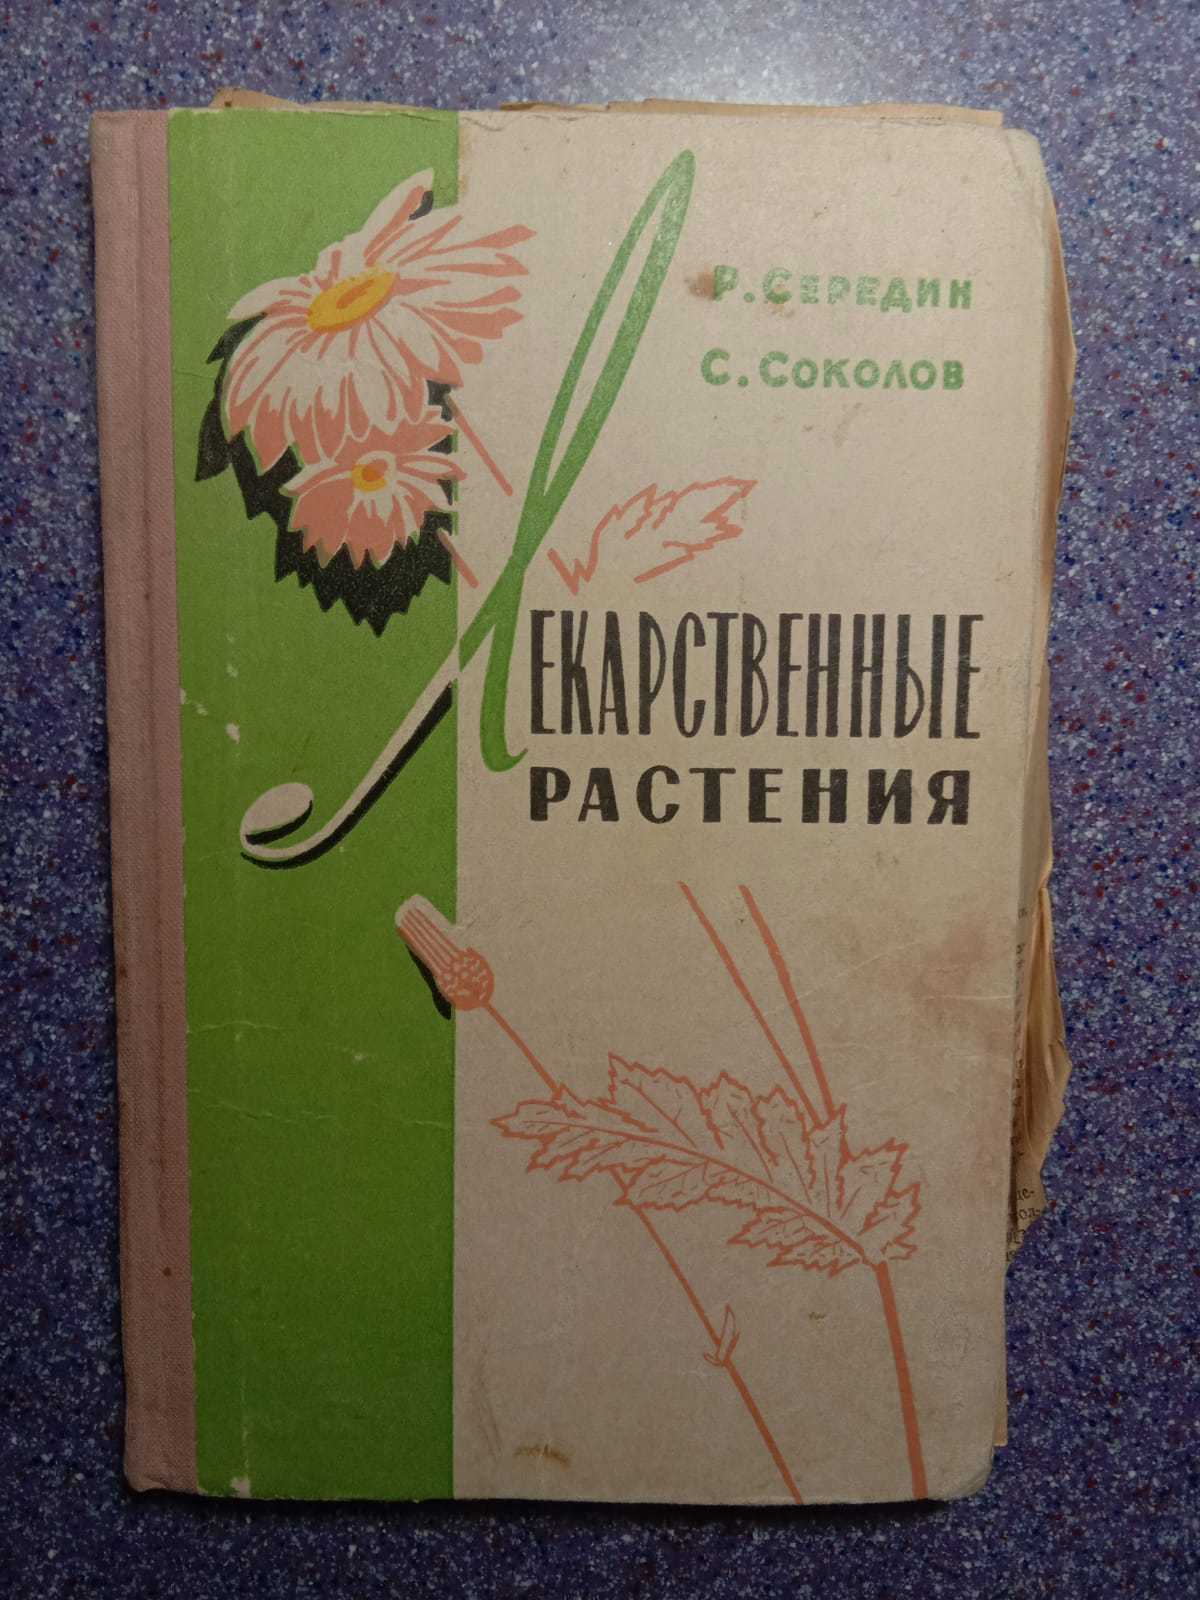 Р. Середин
С. Соколов
Лекарственные
растения